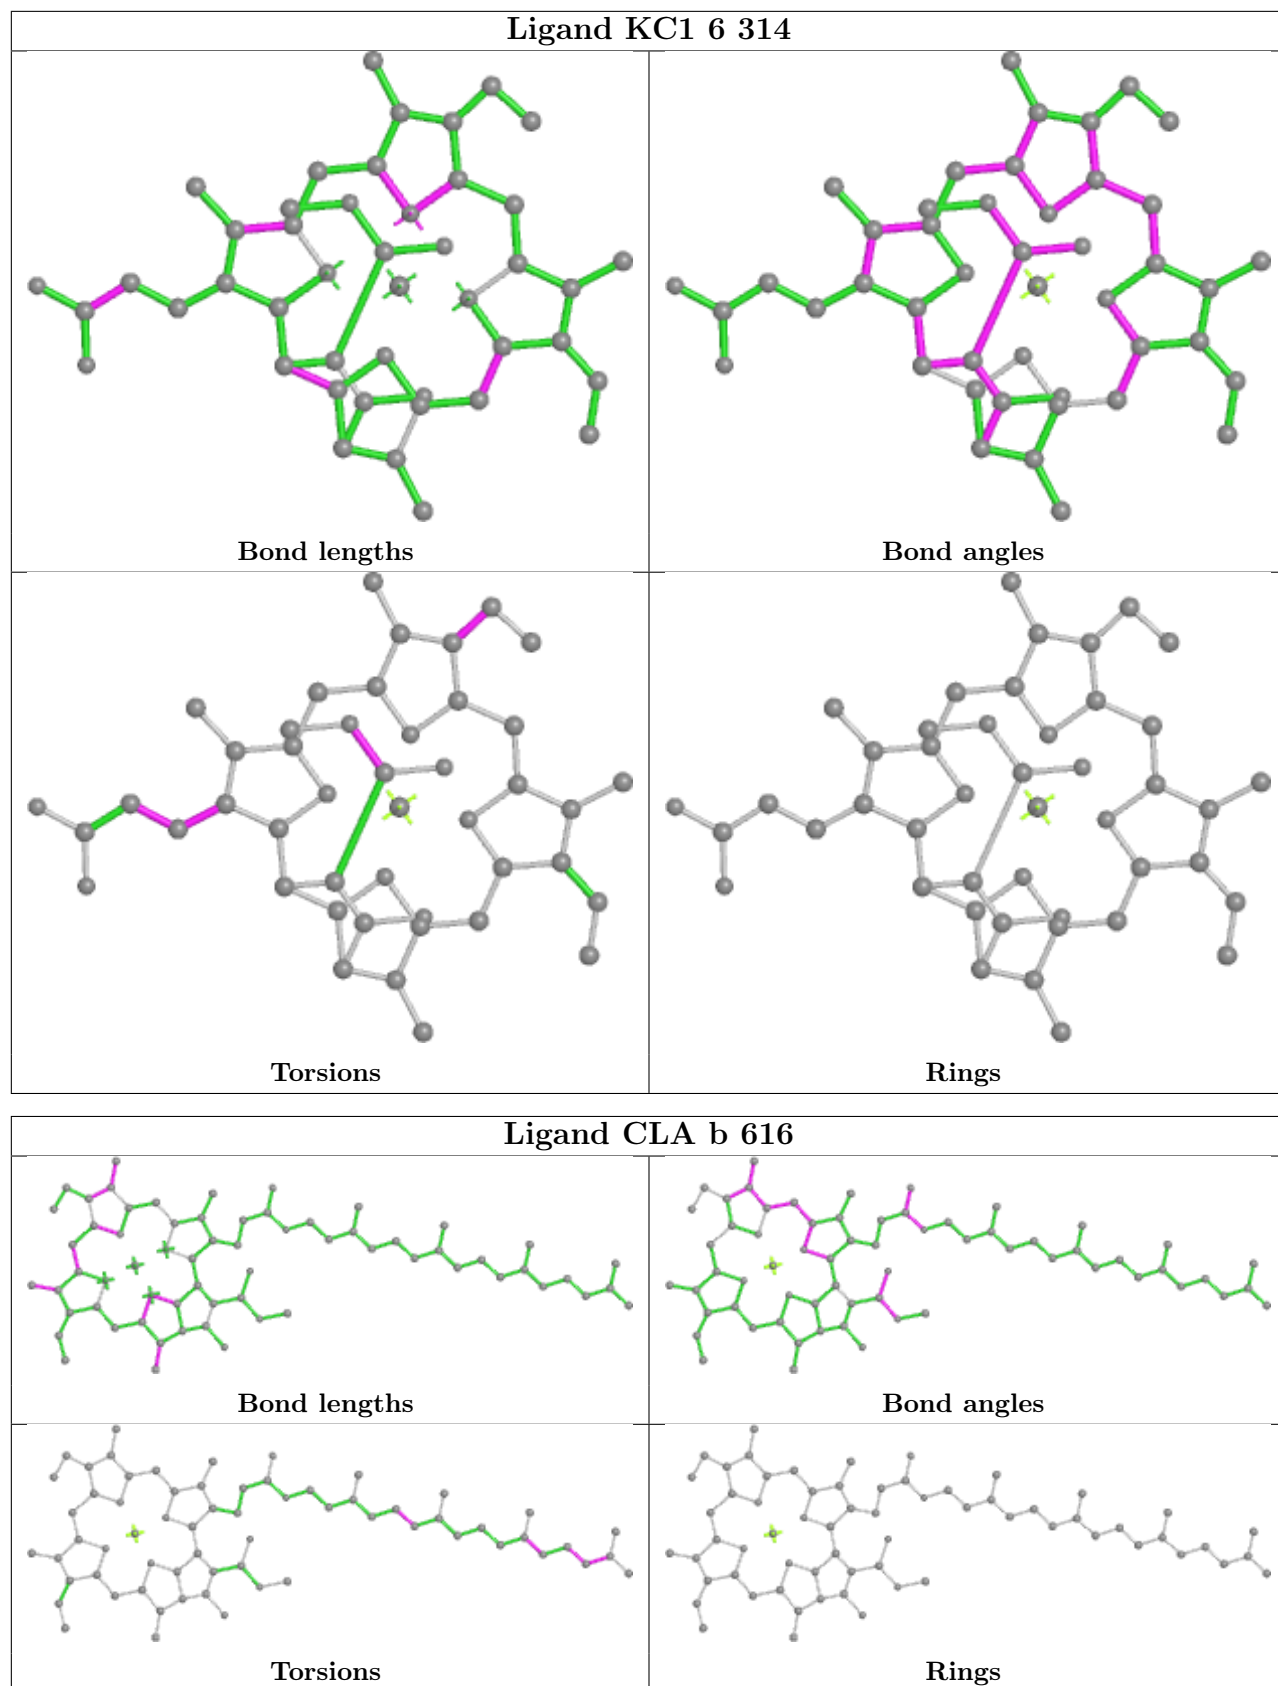 Ligand KC1 6 314
Bond lengths
Bond angles
Torsions
Rings
Ligand CLA b 616
Bond lengths
Bond angles
Torsions
Rings